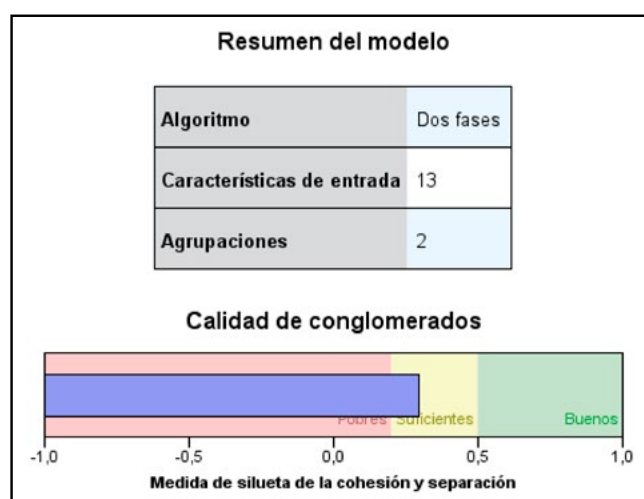 Resumen del modelo
Algoritmo Dos fases
Características de entrada 13
Agrupaciones 2
Calidad de conglomerados
Pobres Suficientes Buenos
-1,0 -0,5 0,0 0,5 1,0
Medida de silueta de la cohesión y separación